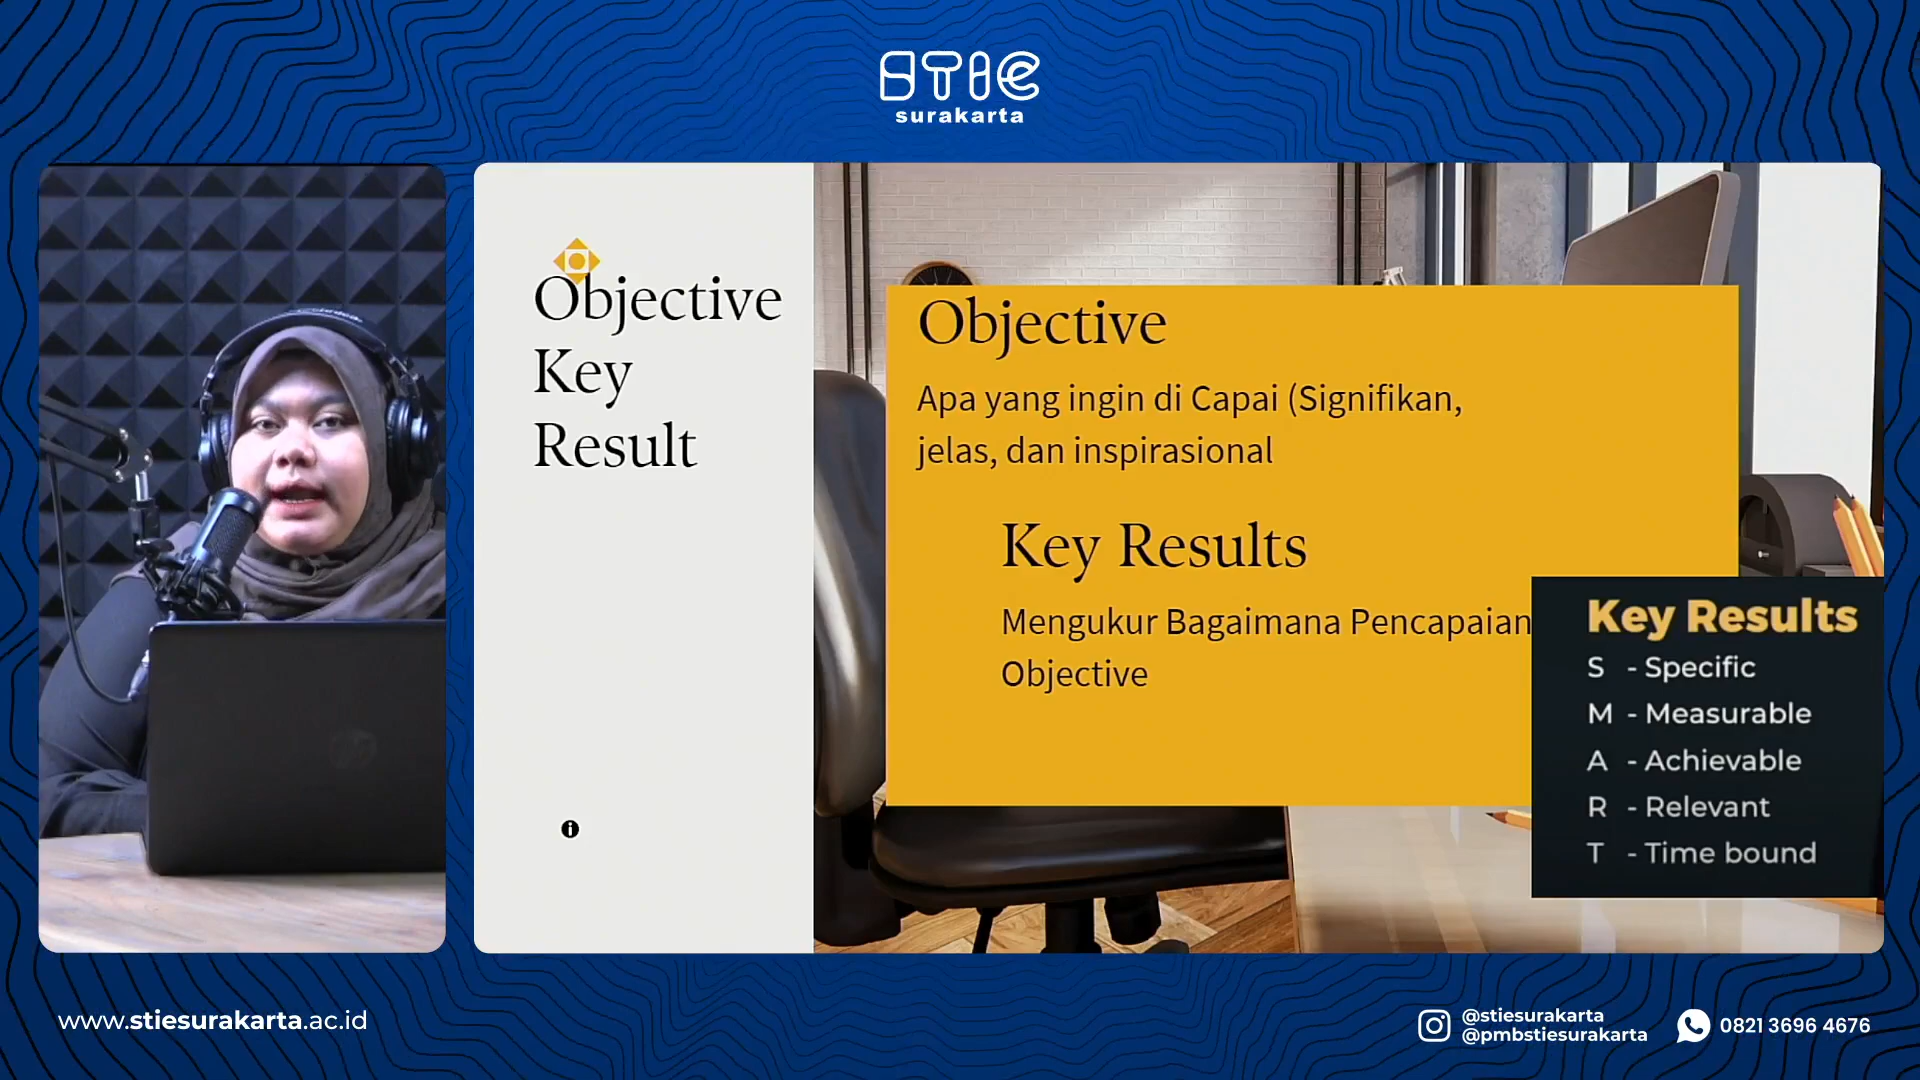 STIE
surakarta
Objective
Key
Result
Objective
Apa yang ingin di Capai (Signifikan,
jelas, dan inspirasional
Key Results
Mengukur Bagaimana Pencapaian
Objective
Key Results
S - Specific
M - Measurable
A - Achievable
R - Relevant
T - Time bound
www.stiesurakarta.ac.id
@stiesurakarta
@pmbstiesurakarta
0821 3696 4676